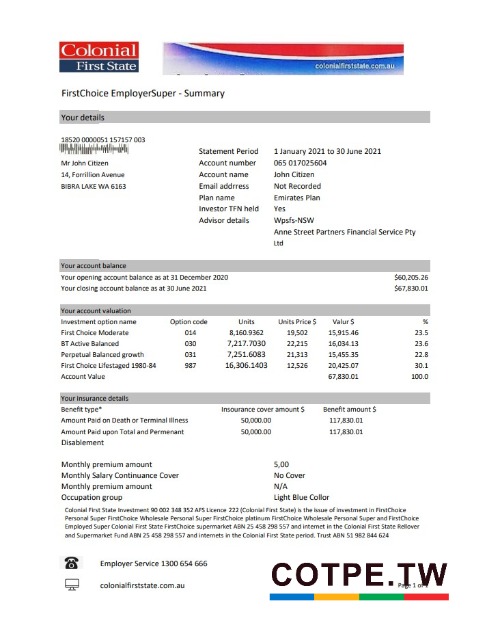 Colonial
First State
colonialfirststate.com.au
FirstChoice EmployerSuper - Summary
Your details
18520 0000051 157157 003
Mr John Citizen
14, Forrillion Avenue
BIBRA LAKE WA 6163
Statement Period 1 January 2021 to 30 June 2021
Account number 065 017025604
Account name John Citizen
Email addrress Not Recorded
Plan name Emirates Plan
Investor TFN held Yes
Advisor details Wpsfs-NSW
Anne Street Partners Financial Service Pty
Ltd
Your account balance
Your opening account balance as at 31 December 2020 $60,205.26
Your closing account balance as at 30 June 2021 $67,830.01
Your account valuation
Investment option name Option code Units Units Price $ Valur $ %
First Choice Moderate 014 8,160.9362 19,502 15,915.46 23.5
BT Active Balanced 030 7,217.7030 22,215 16,034.13 23.6
Perpetual Balanced growth 031 7,251.6083 21,313 15,455.35 22.8
First Choice Lifestaged 1980-84 987 16,306.1403 12,526 20,425.07 30.1
Account Value 67,830.01 100.0
Your insurance details
Benefit type* Insourance cover amount $ Benefit amount $
Amount Paid on Death or Terminal Illness 50,000.00 117,830.01
Amount Paid upon Total and Permenant 50,000.00 117,830.01
Disablement
Monthly premium amount 5,00
Monthly Salary Continuance Cover No Cover
Monthly premium amount N/A
Occupation group Light Blue Collor
Colonial First State Investment 90 002 348 352 AFS Licence 222 (Colonial First State) is the issue of investment in FirstChoice
Personal Super FirstChoice Wholesale Personal Super FirstChoice platinum FirstChoice Wholesale Personal Super and FirstChoice
Employed Super Colonial First State FirstChoice supermarket ABN 25 458 298 557 and internet in the Colonial First State Rellover
and Supermarket Fund ABN 25 458 298 557 and internets in the Colonial First State period. Trust ABN 51 982 844 624
Employer Service 1300 654 666
colonialfirststate.com.au
COTPE.TW
Page 1 of